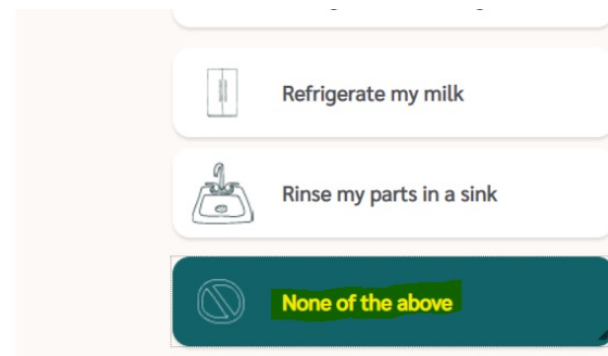 Refrigerate my milk
Rinse my parts in a sink
None of the above